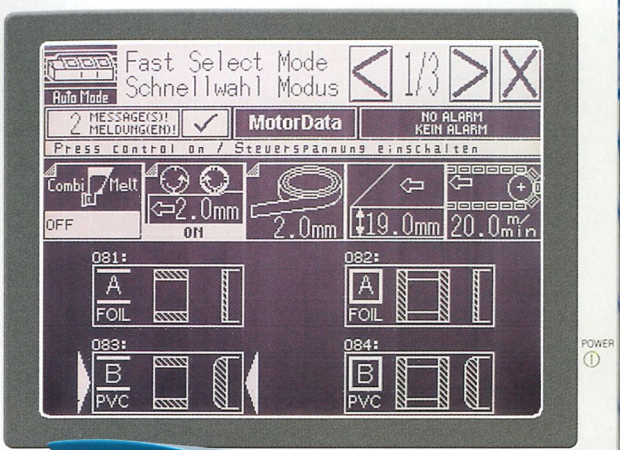 Fast Select Mode
Schnellwahl Modus
1/3
Auto Mode
2 MESSAGE(S)!
MELDUNG(EN)!
MotorData
NO ALARM
KEIN ALARM
Press control on / Steuerspannung einschalten
Combi Melt
OFF
2.0mm
ON
2.0mm
19.0mm
20.0m/min
081:
A
FOIL
082:
A
FOIL
083:
B
PVC
084:
B
PVC
POWER